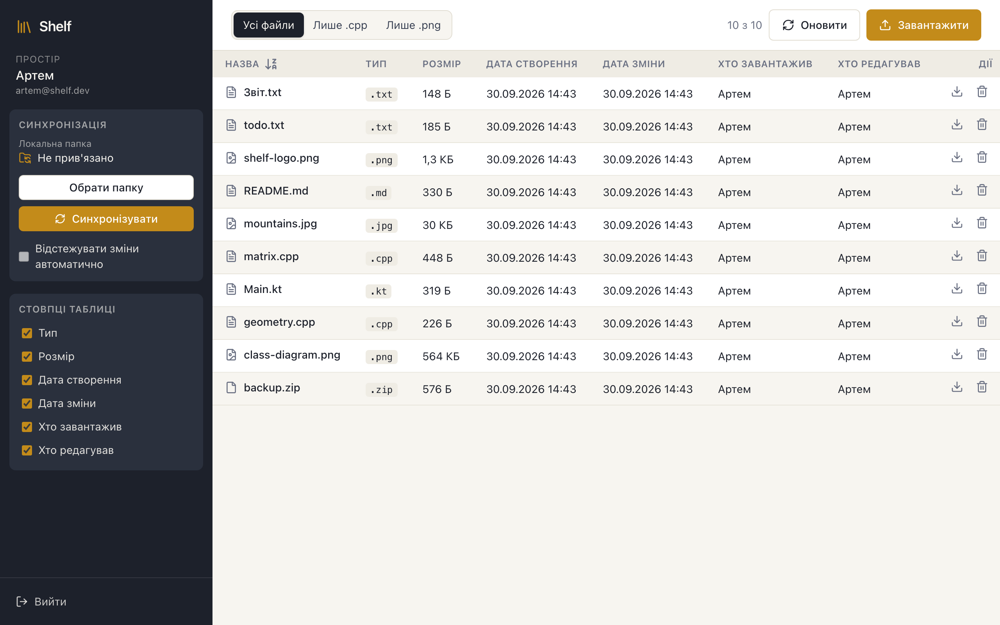 Shelf
ПРОСТІР
Артем
artem@shelf.dev
СИНХРОНІЗАЦІЯ
Локальна папка
Не прив'язано
Обрати папку
Синхронізувати
Відстежувати зміни
автоматично
СТОВПЦІ ТАБЛИЦІ
Тип
Розмір
Дата створення
Дата зміни
Хто завантажив
Хто редагував
Вийти
Усі файли Лише .cpp Лише .png 10 з 10 Оновити Завантажити
НАЗВА ТИП РОЗМІР ДАТА СТВОРЕННЯ ДАТА ЗМІНИ ХТО ЗАВАНТАЖИВ ХТО РЕДАГУВАВ ДІЇ
Звіт.txt .txt 148 Б 30.09.2026 14:43 30.09.2026 14:43 Артем Артем
todo.txt .txt 185 Б 30.09.2026 14:43 30.09.2026 14:43 Артем Артем
shelf-logo.png .png 1,3 КБ 30.09.2026 14:43 30.09.2026 14:43 Артем Артем
README.md .md 330 Б 30.09.2026 14:43 30.09.2026 14:43 Артем Артем
mountains.jpg .jpg 30 КБ 30.09.2026 14:43 30.09.2026 14:43 Артем Артем
matrix.cpp .cpp 448 Б 30.09.2026 14:43 30.09.2026 14:43 Артем Артем
Main.kt .kt 319 Б 30.09.2026 14:43 30.09.2026 14:43 Артем Артем
geometry.cpp .cpp 226 Б 30.09.2026 14:43 30.09.2026 14:43 Артем Артем
class-diagram.png .png 564 КБ 30.09.2026 14:43 30.09.2026 14:43 Артем Артем
backup.zip .zip 576 Б 30.09.2026 14:43 30.09.2026 14:43 Артем Артем